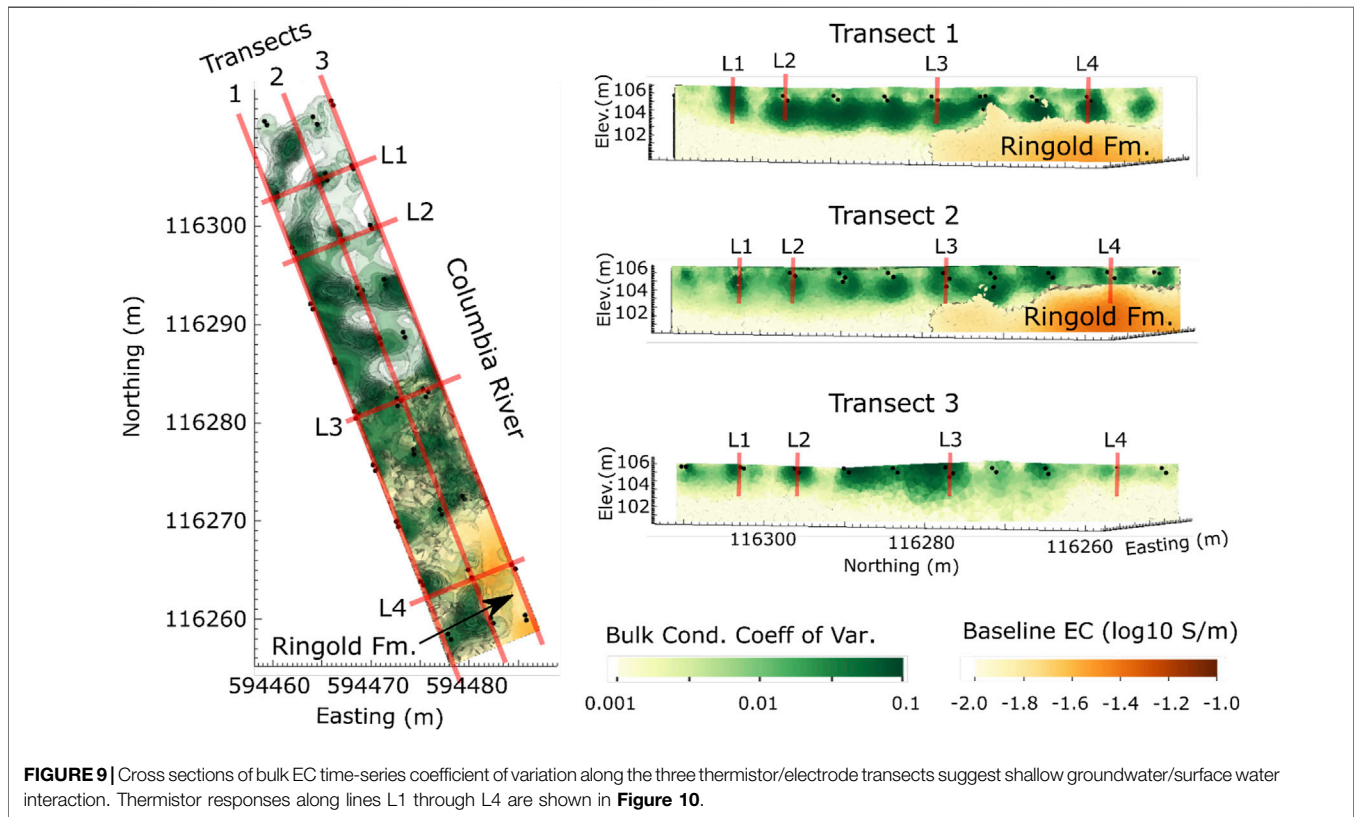 Transects
1
2
3
L1
L2
L3
L4
116300
116290
116280
116270
116260
Northing (m)
Columbia River
Ringold Fm.
594460 594470 594480
Easting (m)
Transect 1
L1 L2 L3 L4
Elev.(m)
106
104
102
Ringold Fm.
Transect 2
L1 L2 L3 L4
Elev.(m)
106
104
102
Ringold Fm.
Transect 3
L1 L2 L3 L4
Elev.(m)
106
104
102
116300 116280 116260 Easting (m)
Northing (m)
Bulk Cond. Coeff of Var.
0.001 0.01 0.1
Baseline EC (log10 S/m)
-2.0 -1.8 -1.6 -1.4 -1.2 -1.0
FIGURE 9 | Cross sections of bulk EC time-series coefficient of variation along the three thermistor/electrode transects suggest shallow groundwater/surface water
interaction. Thermistor responses along lines L1 through L4 are shown in Figure 10.